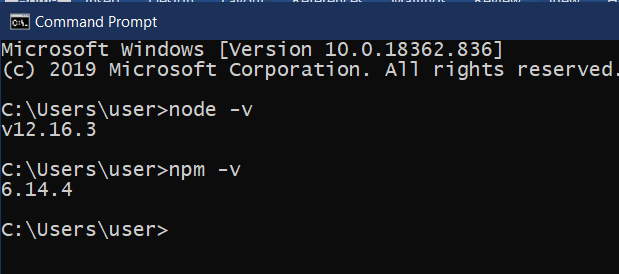 Command Prompt
Microsoft Windows [Version 10.0.18362.836]
(c) 2019 Microsoft Corporation. All rights reserved.
C:\Users\user>node -v
v12.16.3
C:\Users\user>npm -v
6.14.4
C:\Users\user>